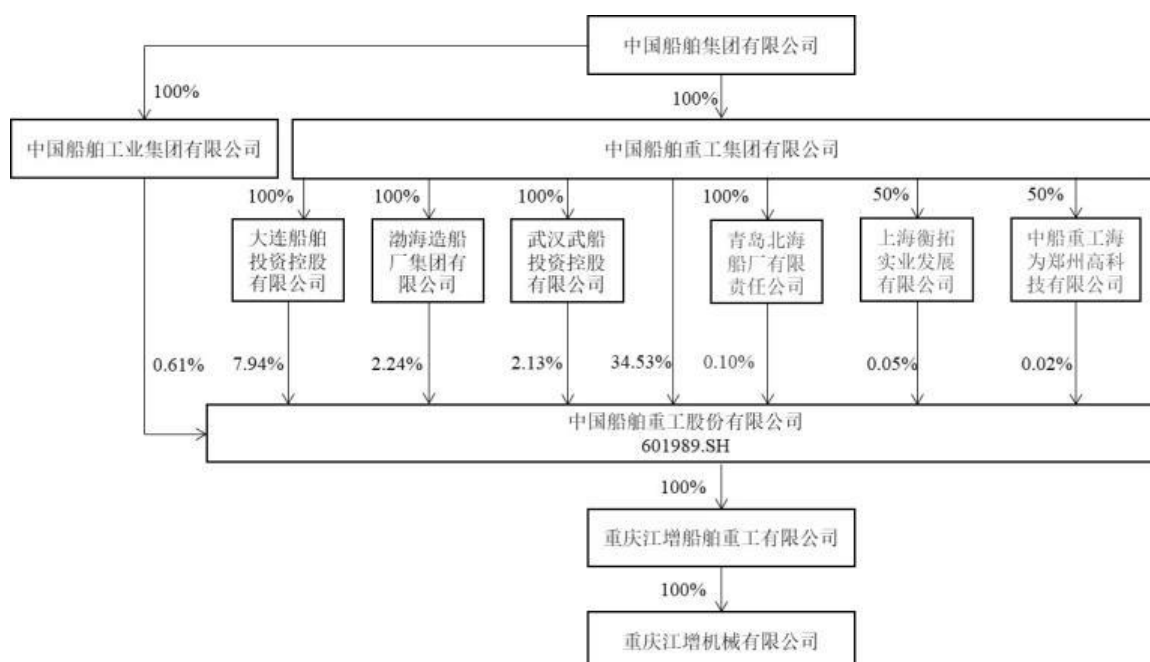 中国船舶集团有限公司
100%
100%
中国船舶工业集团有限公司
中国船舶重工集团有限公司
100%
100%
100%
100%
50%
50%
大连船舶
投资控股
有限公司
渤海造船
厂集团有
限公司
武汉武船
投资控股
有限公司
青岛北海
船厂有限
责任公司
上海衡拓
实业发展
有限公司
中船重工海
为郑州高科
技有限公司
0.61%
7.94%
2.24%
2.13%
34.53%
0.10%
0.05%
0.02%
中国船舶重工股份有限公司
601989.SH
100%
重庆江增船舶重工有限公司
100%
重庆江增机械有限公司